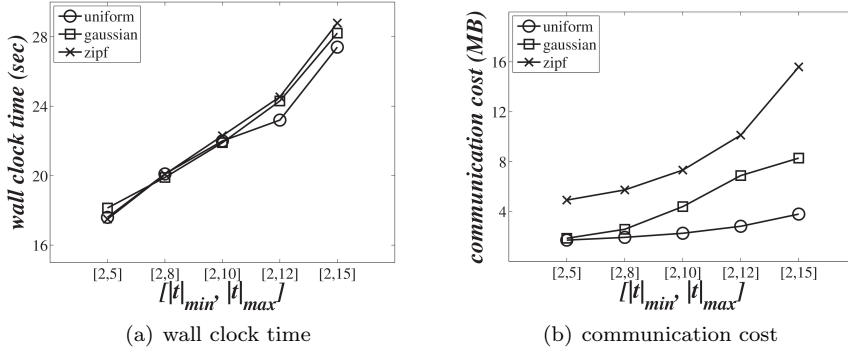 uniform
gaussian
zipf
wall clock time (sec)
28
24
20
16
[2,5] [2,8] [2,10] [2,12] [2,15]
[|t|min, |t|max]
(a) wall clock time
uniform
gaussian
zipf
communication cost (MB)
16
12
8
4
[2,5] [2,8] [2,10] [2,12] [2,15]
[|t|min, |t|max]
(b) communication cost